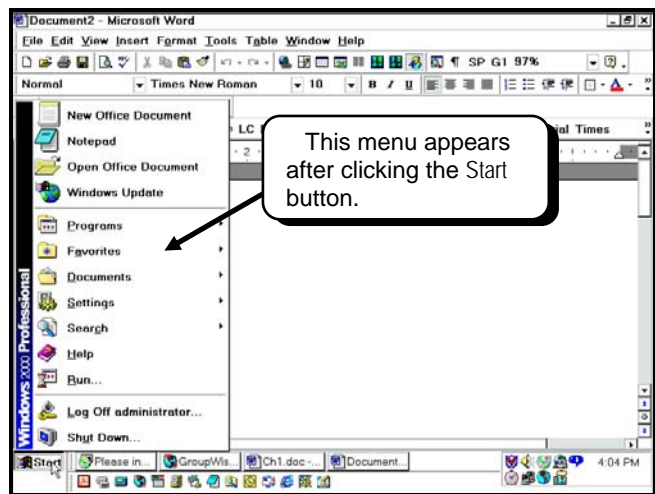 Document2 - Microsoft Word
File Edit View Insert Format Tools Table Window Help
SP G1 97%
Normal Times New Roman 10 B I U A
New Office Document
LC ial Times
Notepad
2
This menu appears
after clicking the Start
button.
Open Office Document
Windows Update
Programs
Favorites
Documents
Settings
Search
Help
Run...
Log Off administrator...
Shut Down...
Windows 2000 Professional
Start Please in... GroupWis... Ch1.doc -... Document... 4:04 PM